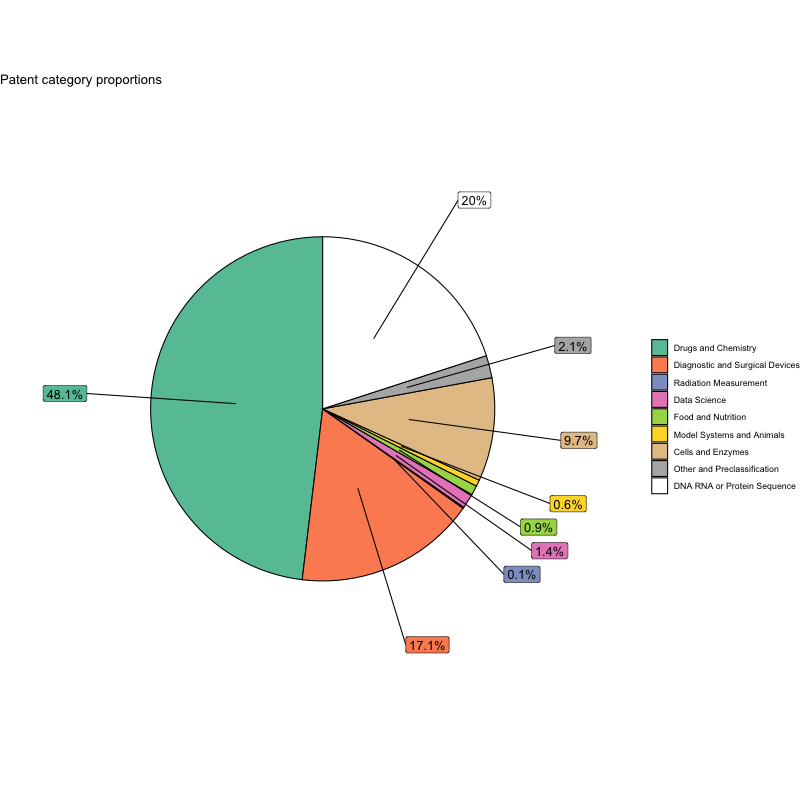 Patent category proportions
20%
2.1%
48.1%
9.7%
0.6%
0.9%
1.4%
0.1%
17.1%
Drugs and Chemistry
Diagnostic and Surgical Devices
Radiation Measurement
Data Science
Food and Nutrition
Model Systems and Animals
Cells and Enzymes
Other and Preclassification
DNA RNA or Protein Sequence